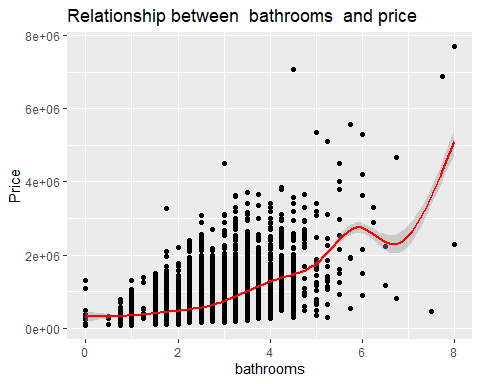 Relationship between  bathrooms  and price
8e+06
6e+06
4e+06
2e+06
0e+00
Price
0
2
4
6
8
bathrooms